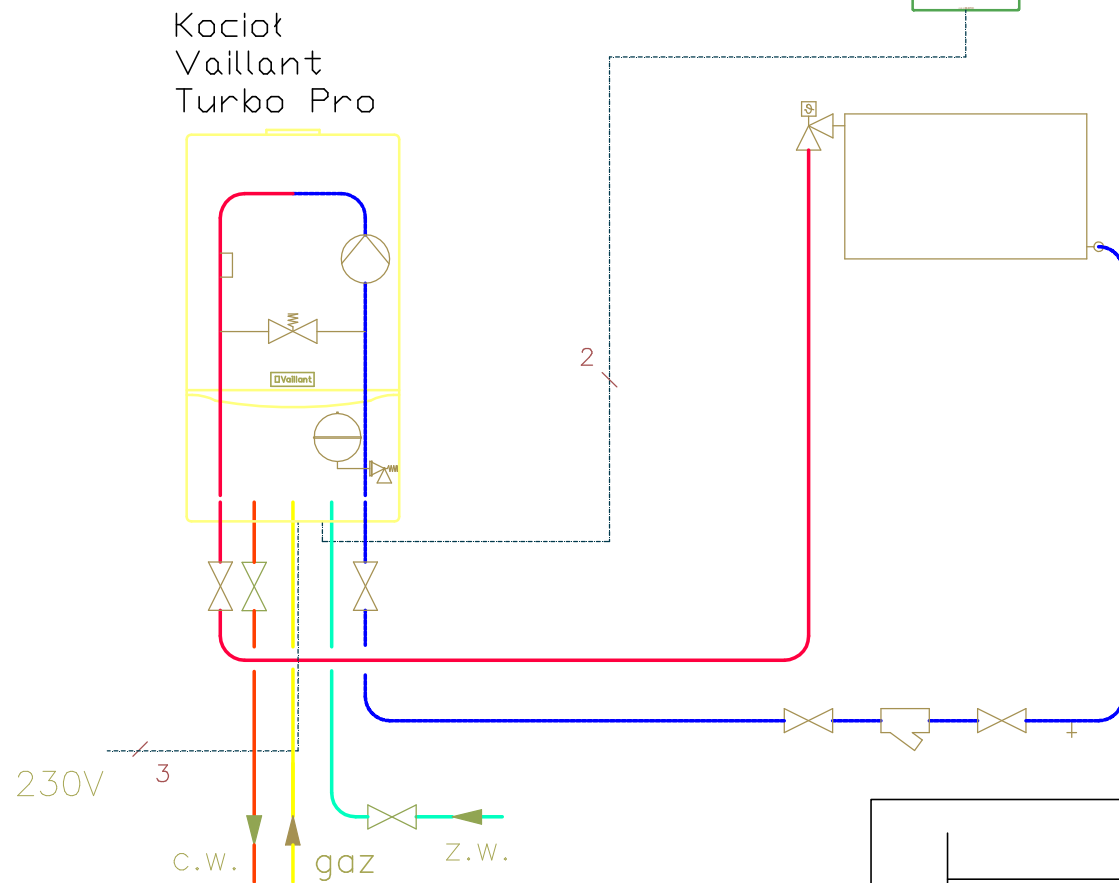 Kocioł
Vaillant
Turbo Pro
ϑ
2
Vaillant
3
230V
c.w.
gaz
z.w.